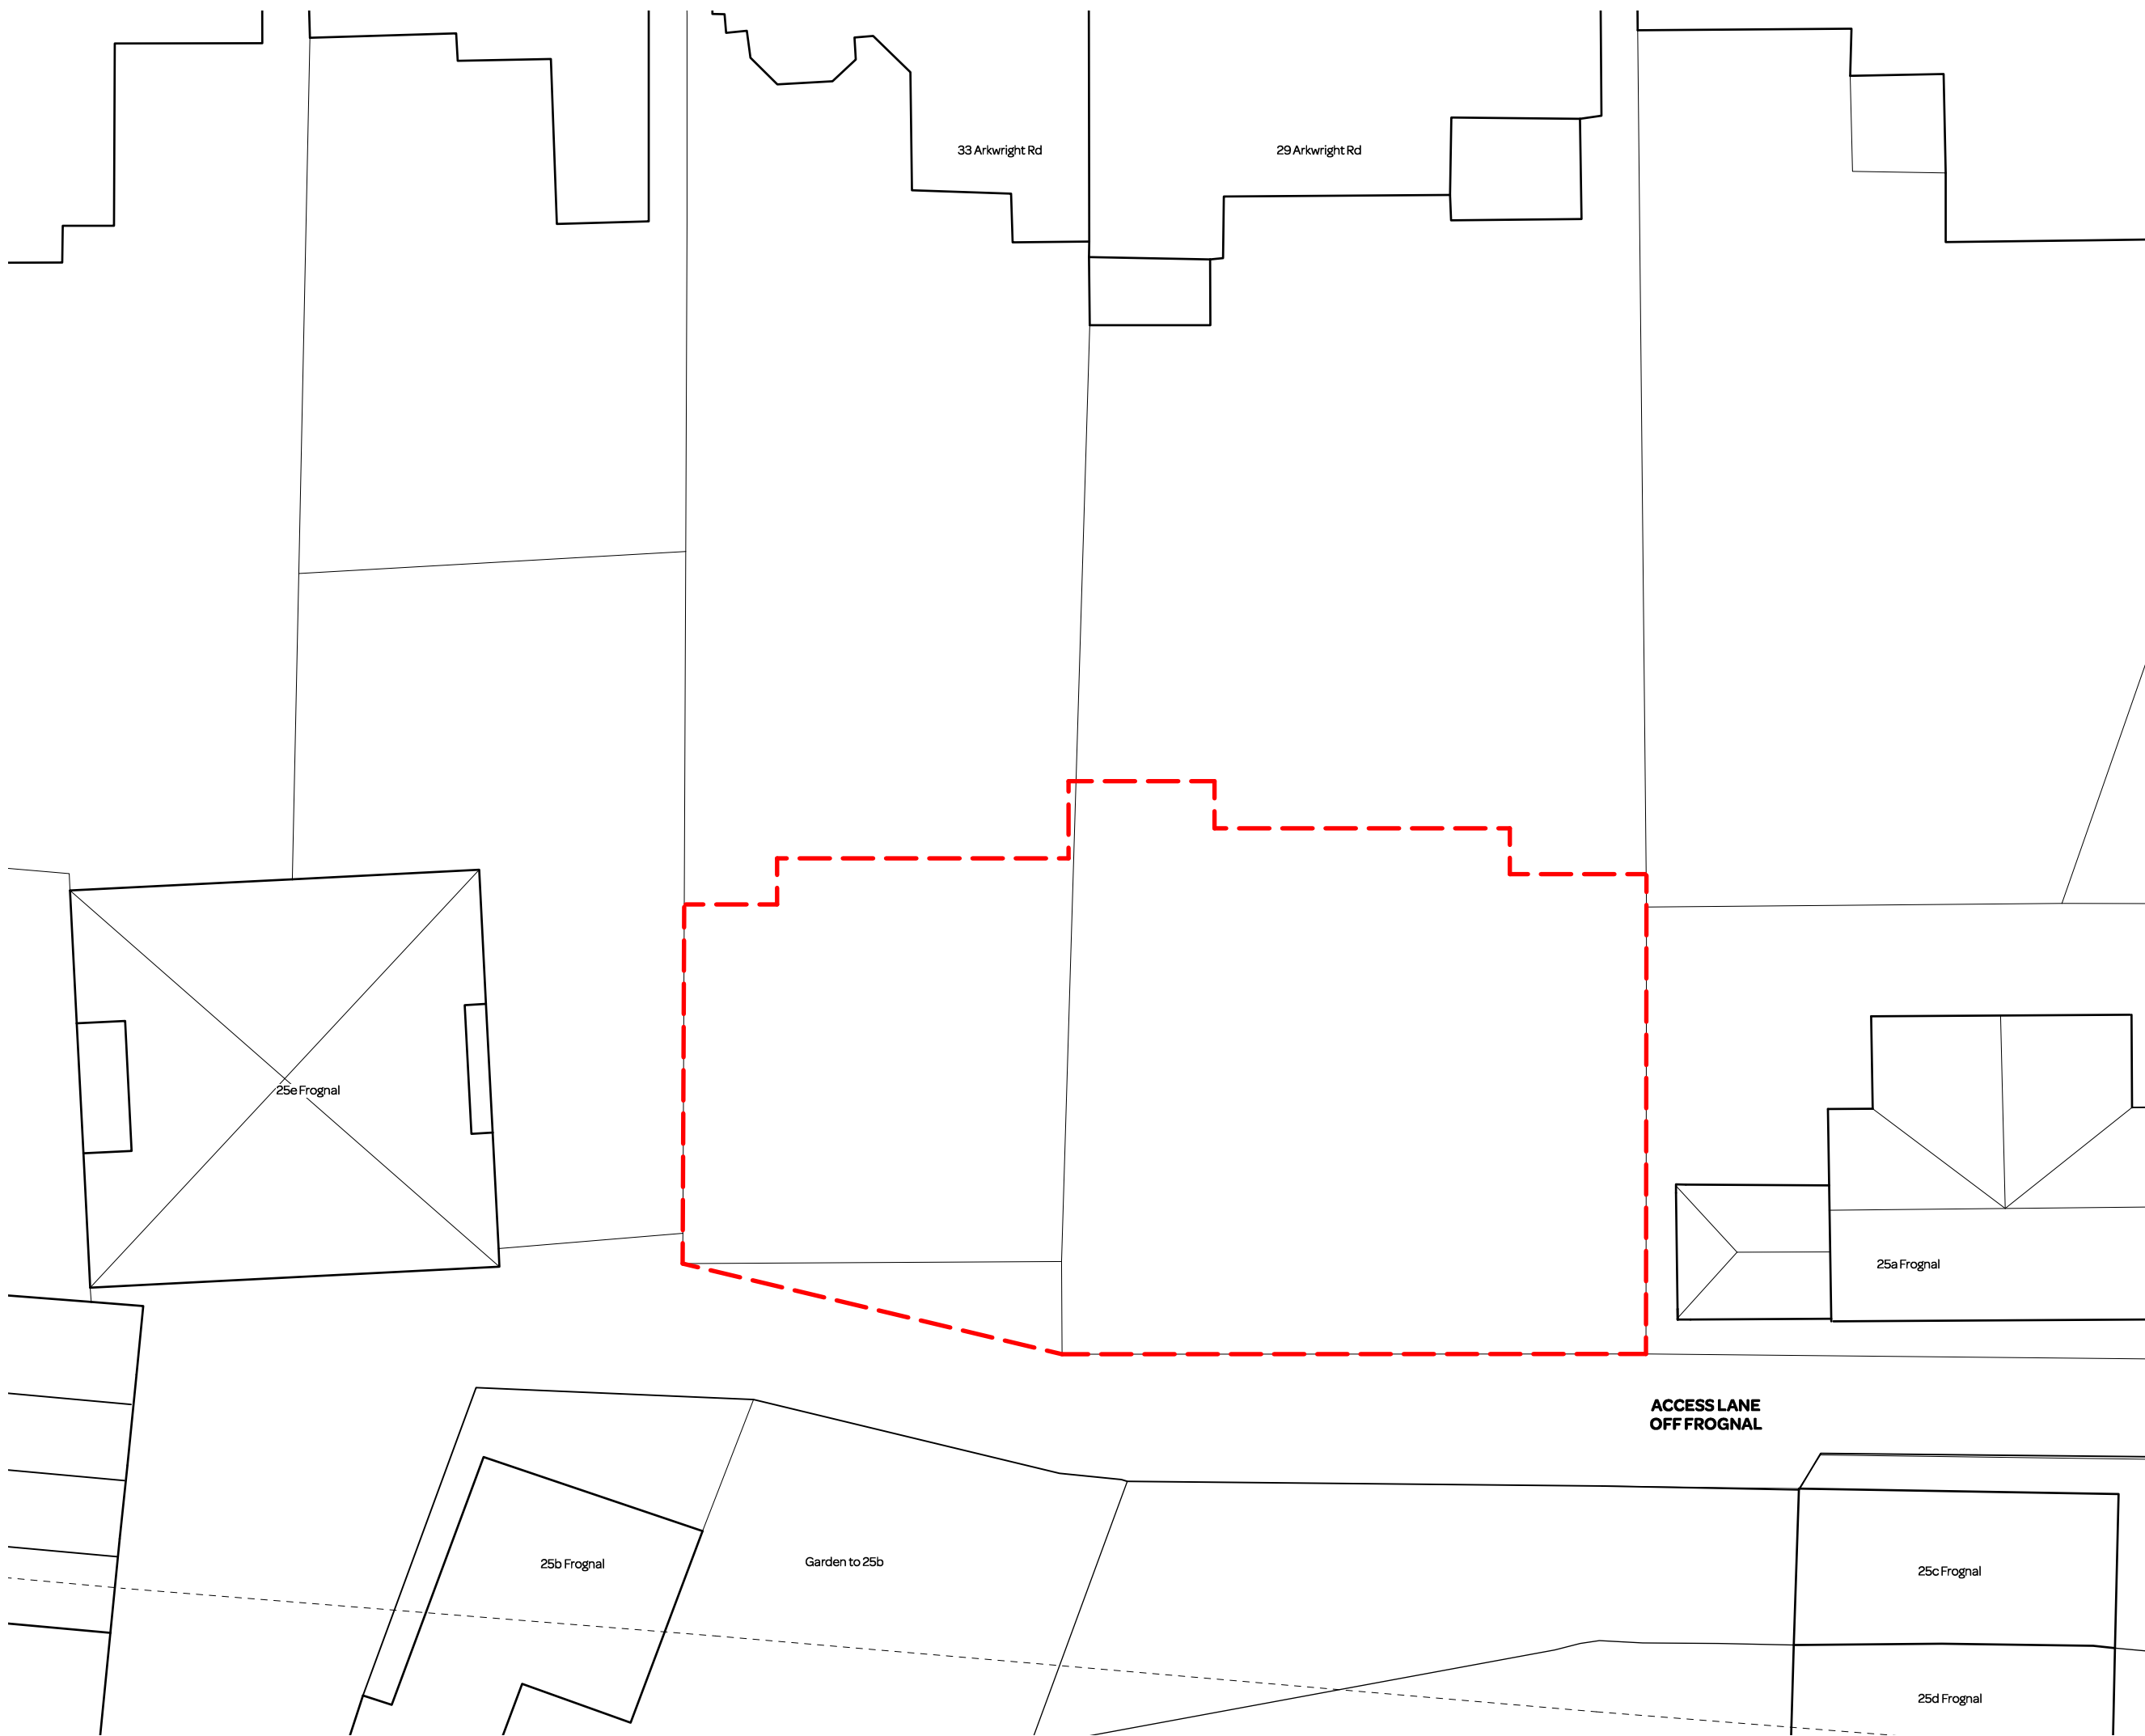 33 Arkwright Rd
29 Arkwright Rd
25e Frognal
25a Frognal
ACCESS LANE
OFF FROGNAL
25b Frognal
Garden to 25b
25c Frognal
25d Frognal